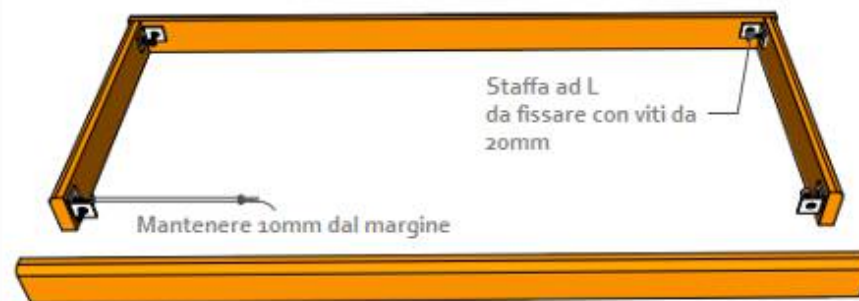 Staffa ad L
da fissare con viti da
20mm
Mantenere 10mm dal margine